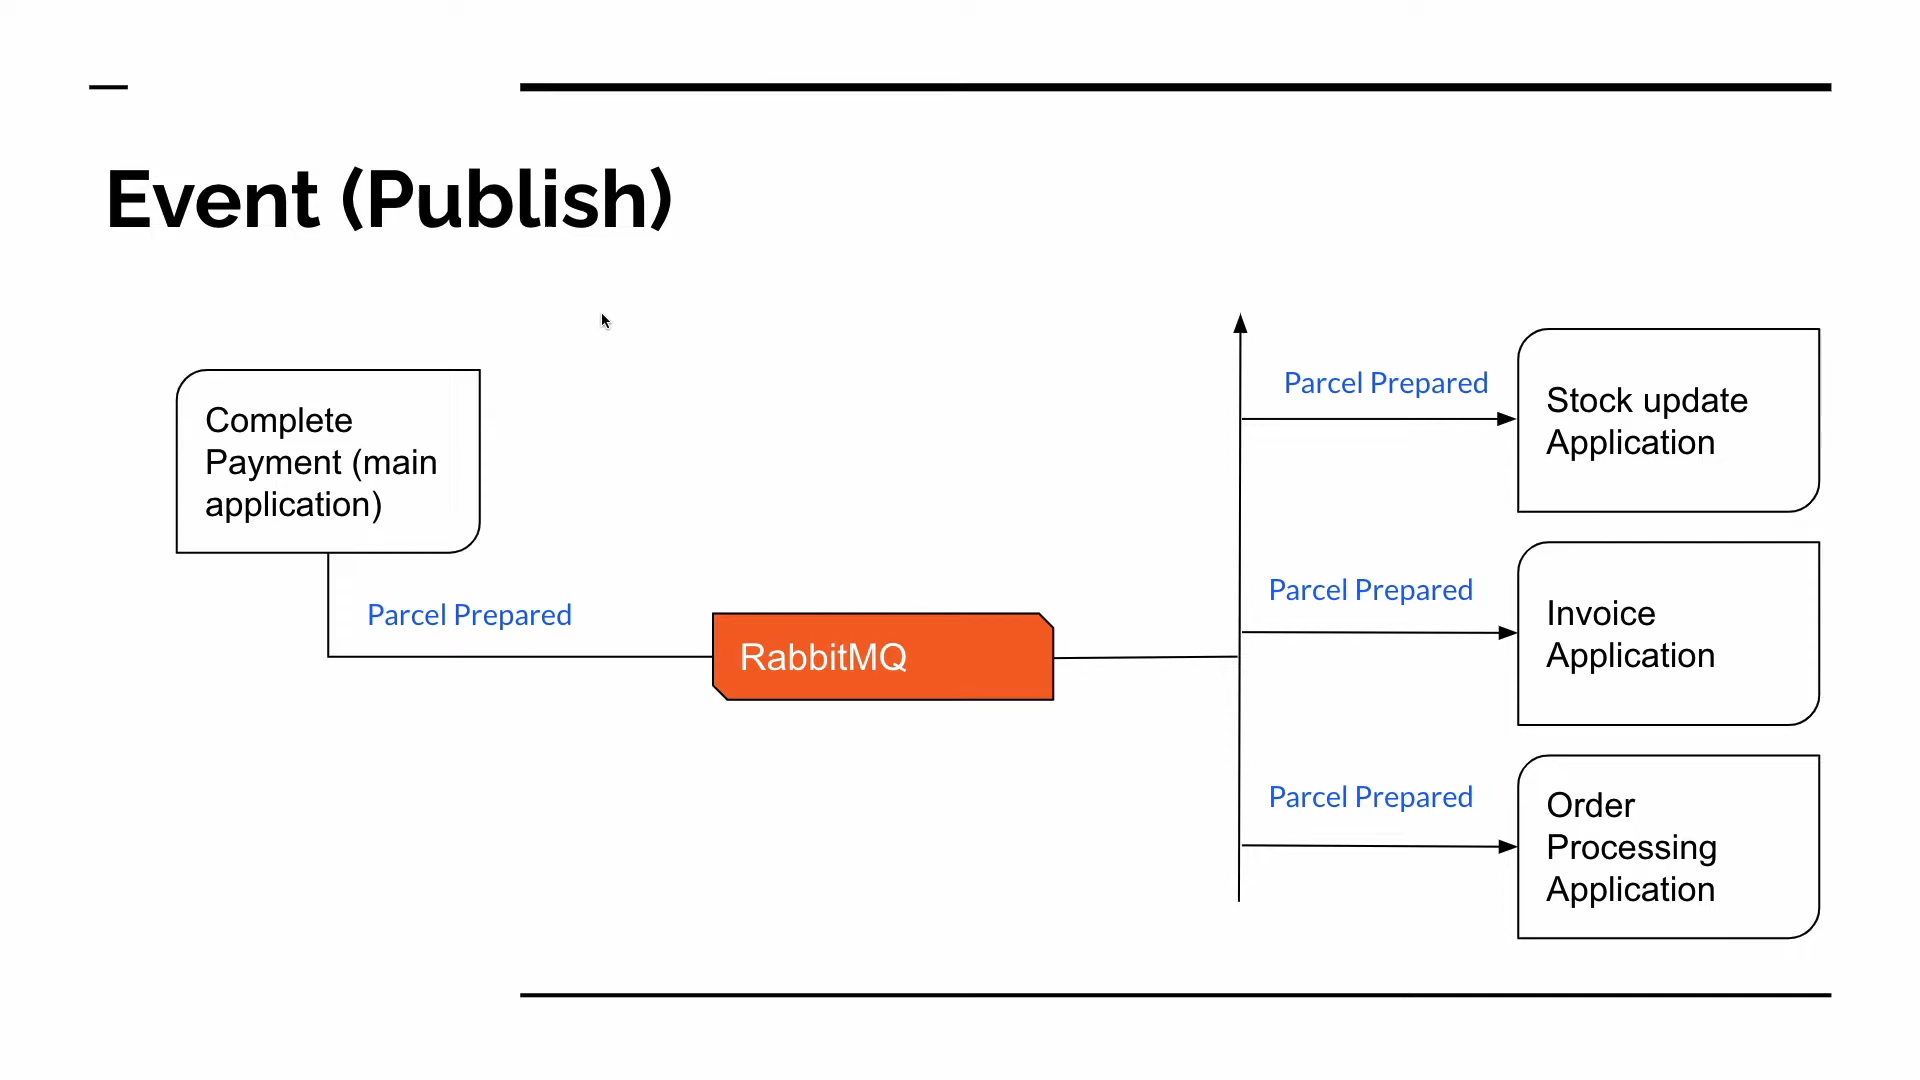 Event (Publish)
Complete
Payment (main
application)
Parcel Prepared
RabbitMQ
Parcel Prepared
Stock update
Application
Parcel Prepared
Invoice
Application
Parcel Prepared
Order
Processing
Application